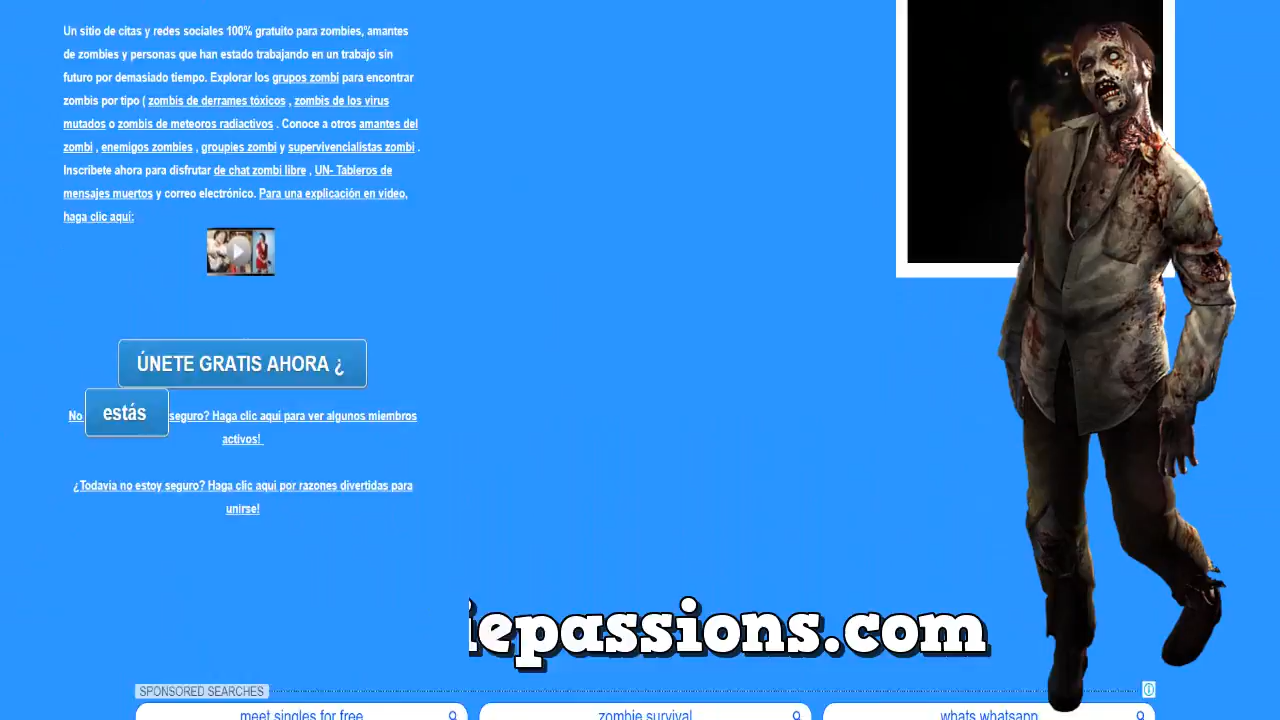 Un sitio de citas y redes sociales 100% gratuito para zombies, amantes
de zombies y personas que han estado trabajando en un trabajo sin
futuro por demasiado tiempo. Explorar los grupos zombi para encontrar
zombis por tipo ( zombis de derrames tóxicos , zombis de los virus
mutados o zombis de meteoros radiactivos . Conoce a otros amantes del
zombi , enemigos zombies , groupies zombi y supervivencialistas zombi .
Inscríbete ahora para disfrutar de chat zombi libre , UN- Tableros de
mensajes muertos y correo electrónico. Para una explicación en video,
haga clic aquí:
ÚNETE GRATIS AHORA ¿
No estás seguro? Haga clic aquí para ver algunos miembros
activos!
¿Todavía no estoy seguro? Haga clic aquí por razones divertidas para
unirse!
iepassions.com
SPONSORED SEARCHES
meet singles for free
zombie survival
whats whatsapp